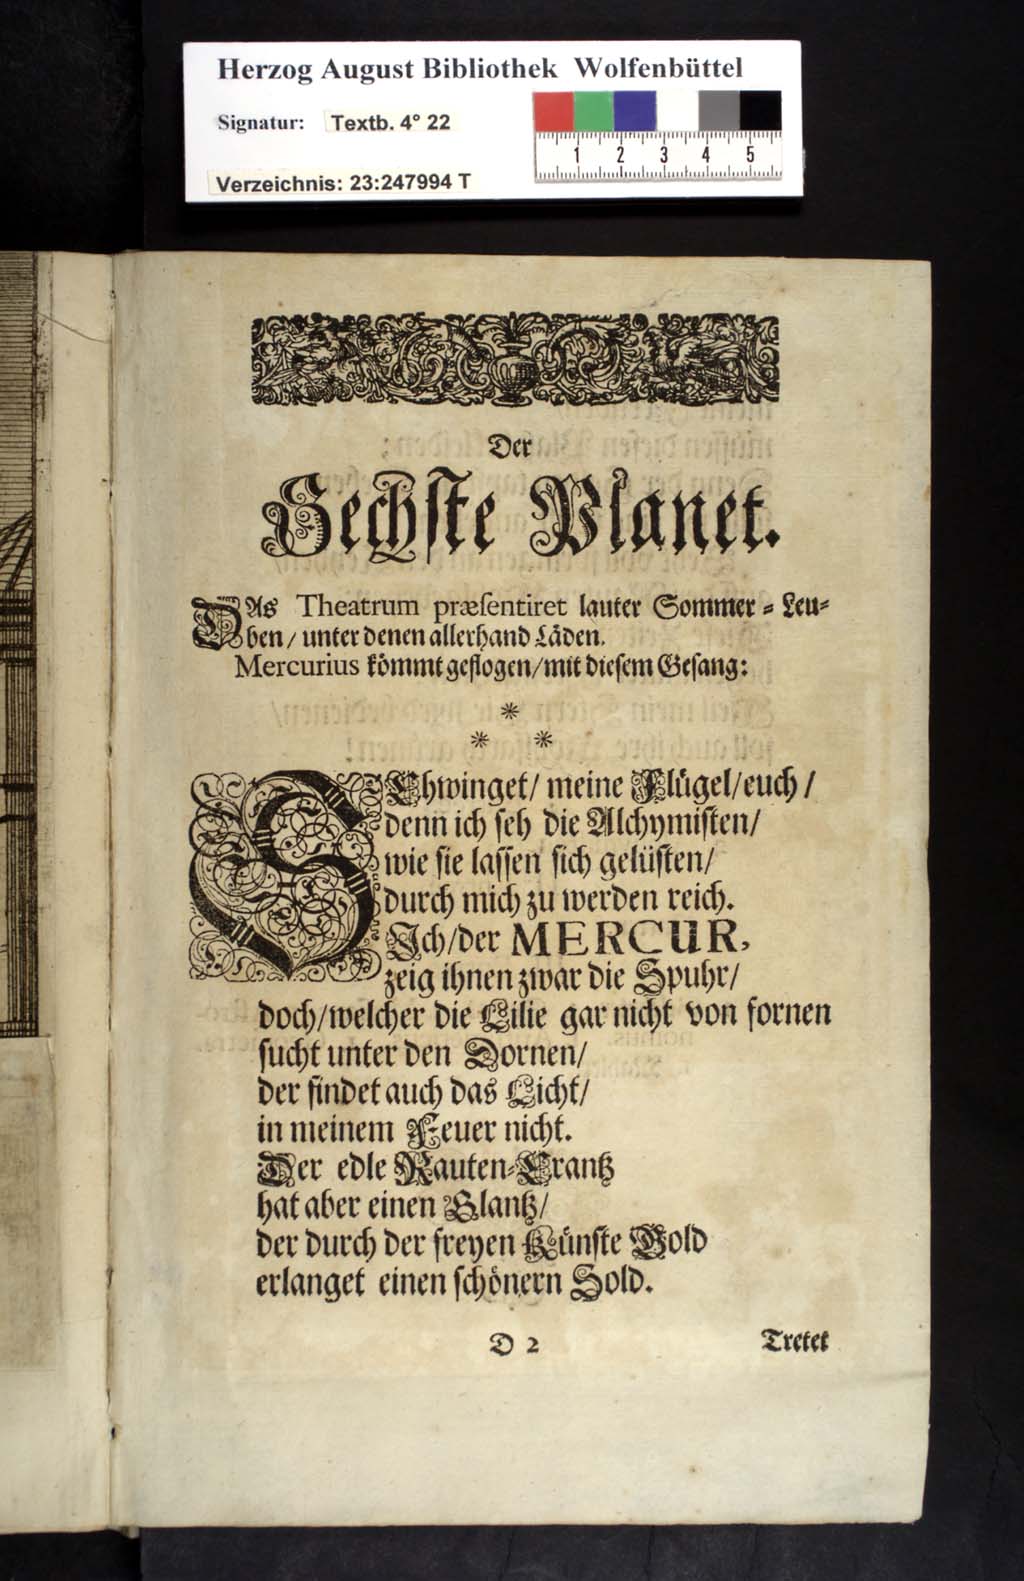 Herzog August Bibliothek Wolfenbüttel
Signatur: Textb. 4° 22
1 2 3 4 5
Verzeichnis: 23:247994 T
Der
Sechste Planet.
DAs Theatrum præsentiret lauter Sommer-Leu-
ben/ unter denen allerhand Läden.
Mercurius kömmt geflogen/ mit diesem Gesang:
SChwinget/ meine Flügel/ euch/
denn ich seh die Alchymisten/
wie sie lassen sich gelüsten/
durch mich zu werden reich.
Ich/ der MERCUR,
zeig ihnen zwar die Spuhr/
doch/ welcher die Lilie gar nicht von fornen
sucht unter den Dornen/
der findet auch das Licht/
in meinem Feuer nicht.
Der edle Rauten-Crantz
hat aber einen Glantz/
der durch der freyen Künste Gold
erlanget einen schönern Sold.
D 2 Tretet